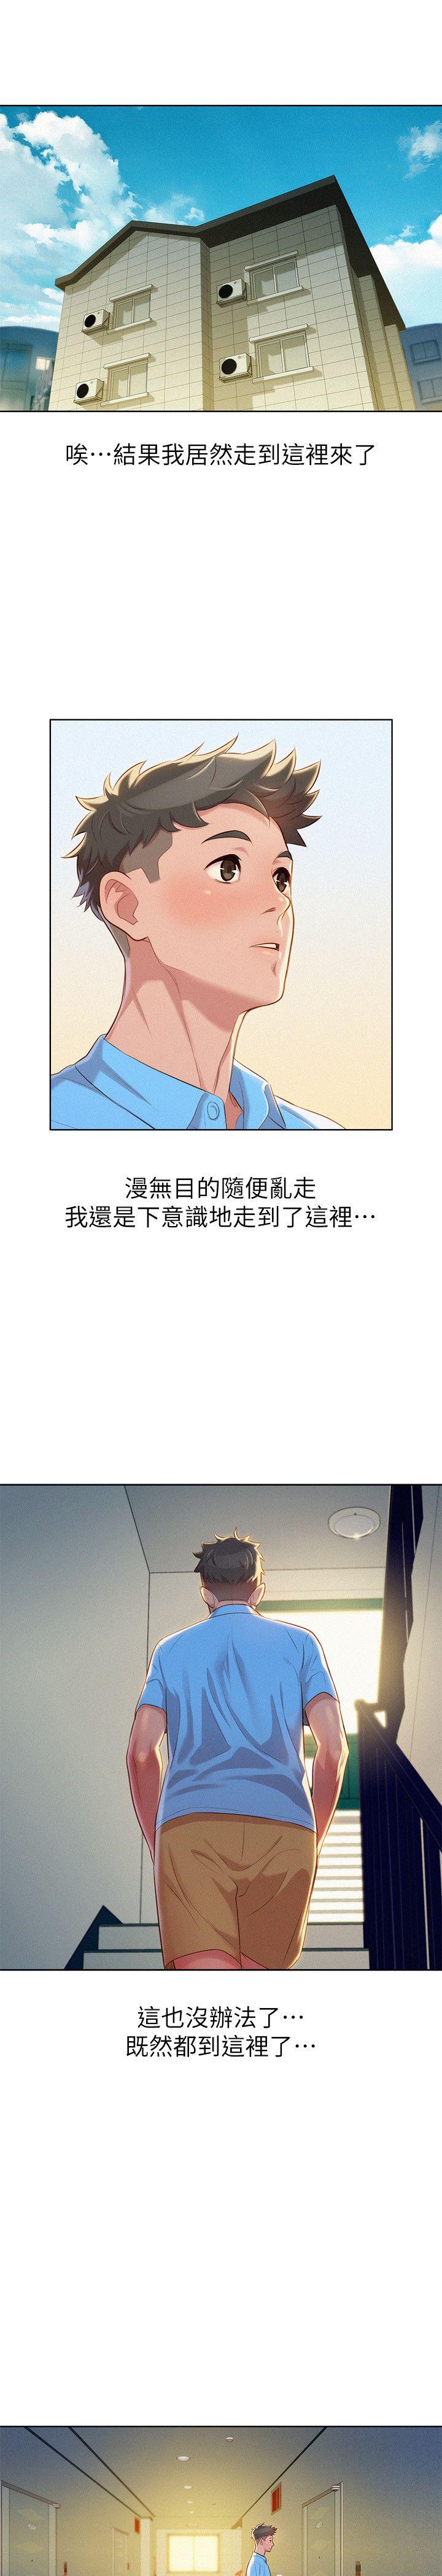 唉⋯結果我居然走到這裡來了
漫無目的隨便亂走
我還是下意識地走到了這裡⋯
這也沒辦法了⋯
既然都到這裡了⋯